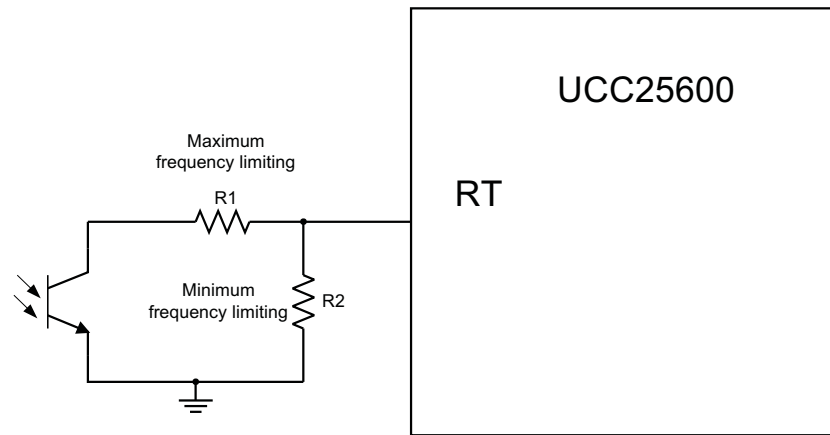 UCC25600
Maximum
frequency limiting
R1
RT
Minimum
frequency limiting
R2